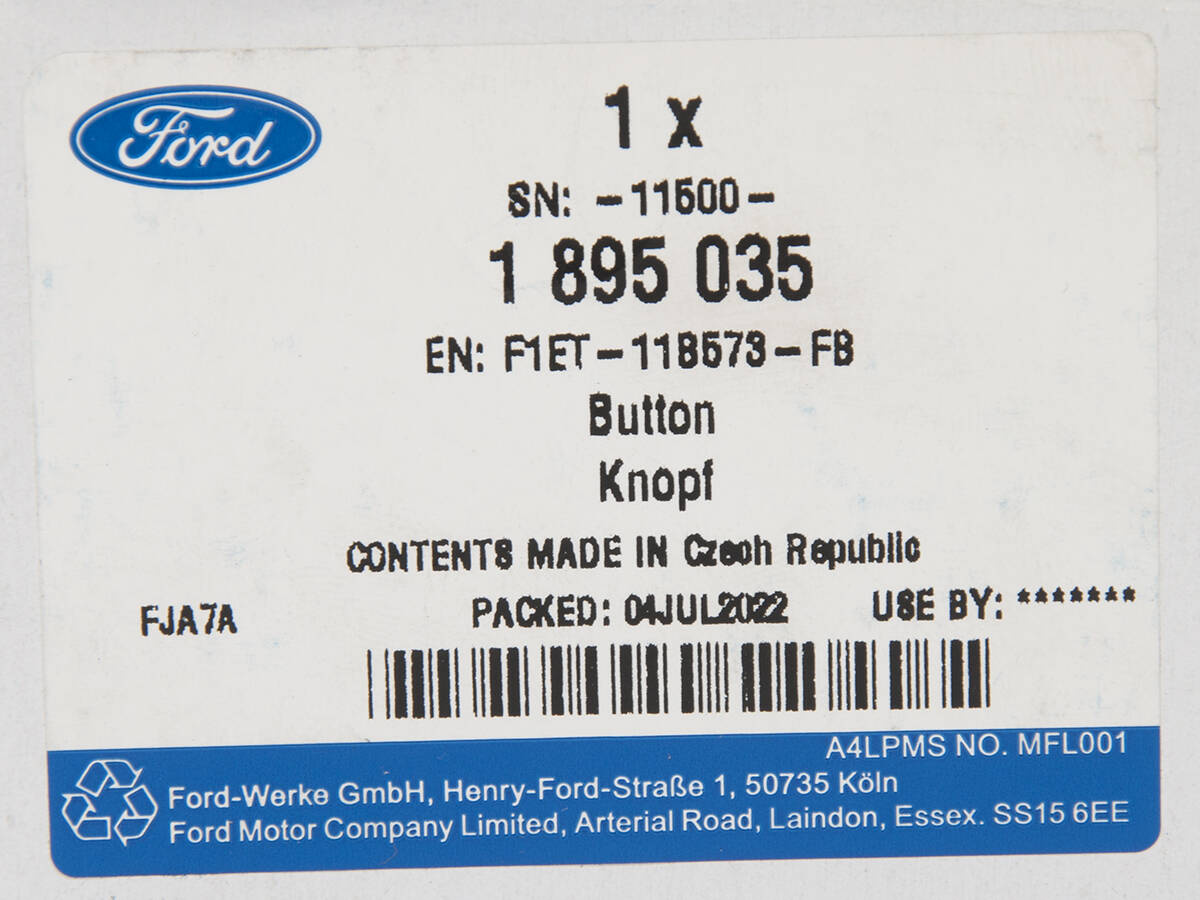 Ford
1 x
SN: -11500-
1 895 035
EN: F1ET-11B573-FB
Button
Knopf
CONTENTS MADE IN Czech Republic
FJA7A PACKED: 04JUL2022 USE BY: *******
A4LPMS NO. MFL001
Ford-Werke GmbH, Henry-Ford-Straße 1, 50735 Köln
Ford Motor Company Limited, Arterial Road, Laindon, Essex. SS15 6EE